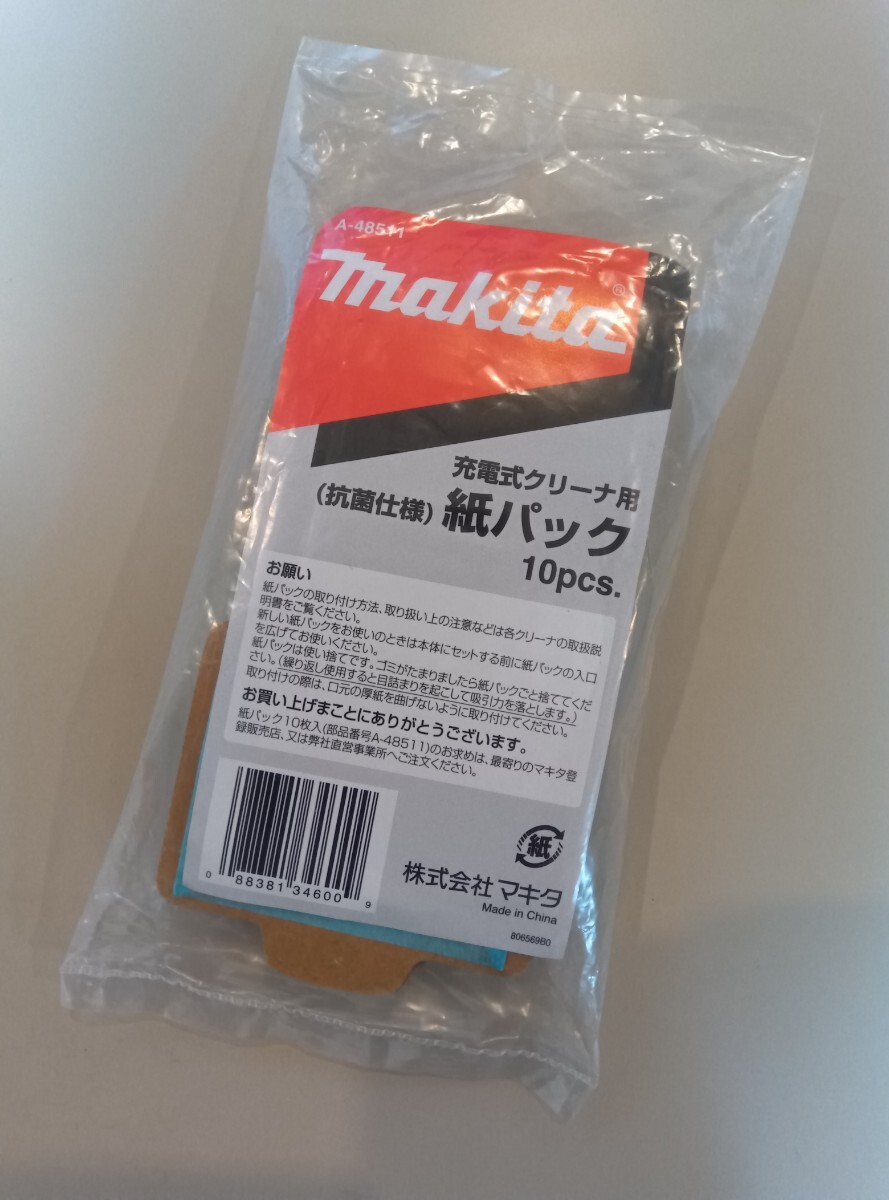 A-48511
makita®
充電式クリーナ用
(抗菌仕様) 紙パック
10pcs.
お願い
紙パックの取り付け方法、取り扱い上の注意などは各クリーナの取扱説
明書をご覧ください。
新しい紙パックをお使いのときは本体にセットする前に紙パックの入口
を広げてお使いください。
紙パックは使い捨てです。ゴミがたまりましたら紙パックごと捨ててくだ
さい。(繰り返し使用すると目詰まりを起こして吸引力を落とします。)
取り付けの際は、口元の厚紙を曲げないように取り付けてください。
お買い上げまことにありがとうございます。
紙パック10枚入(部品番号A-48511)のお求めは、最寄りのマキタ登
録販売店、又は弊社直営事業所へご注文ください。
紙
0 88381 34600 9
株式会社 マキタ
Made in China
806569B0